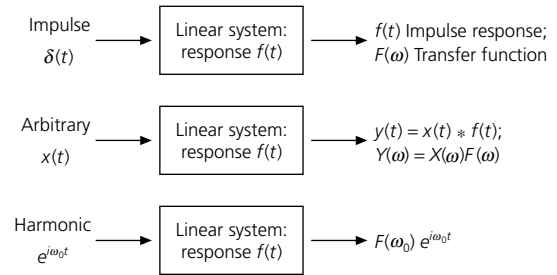 Impulse
δ(t)
Linear system:
response f(t)
f(t) Impulse response;
F(ω) Transfer function
Arbitrary
x(t)
Linear system:
response f(t)
y(t) = x(t) * f(t);
Y(ω) = X(ω)F(ω)
Harmonic
e^{iω₀t}
Linear system:
response f(t)
F(ω₀) e^{iω₀t}